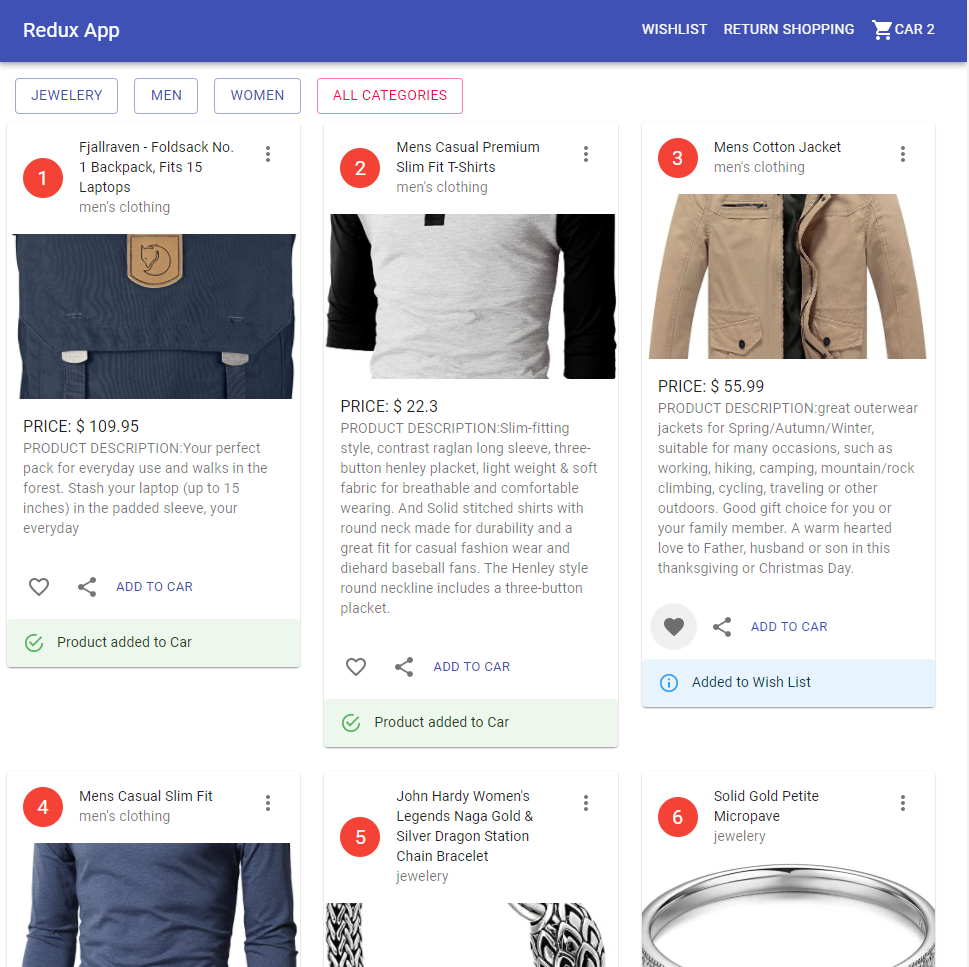 Redux App
WISHLIST
RETURN SHOPPING
CAR 2
JEWELERY
MEN
WOMEN
ALL CATEGORIES
1
Fjallraven - Foldsack No.
1 Backpack, Fits 15
Laptops
men's clothing
PRICE: $ 109.95
PRODUCT DESCRIPTION:Your perfect
pack for everyday use and walks in the
forest. Stash your laptop (up to 15
inches) in the padded sleeve, your
everyday
ADD TO CAR
Product added to Car
2
Mens Casual Premium
Slim Fit T-Shirts
men's clothing
PRICE: $ 22.3
PRODUCT DESCRIPTION:Slim-fitting
style, contrast raglan long sleeve, three-
button henley placket, light weight & soft
fabric for breathable and comfortable
wearing. And Solid stitched shirts with
round neck made for durability and a
great fit for casual fashion wear and
diehard baseball fans. The Henley style
round neckline includes a three-button
placket.
ADD TO CAR
Product added to Car
3
Mens Cotton Jacket
men's clothing
PRICE: $ 55.99
PRODUCT DESCRIPTION:great outerwear
jackets for Spring/Autumn/Winter,
suitable for many occasions, such as
working, hiking, camping, mountain/rock
climbing, cycling, traveling or other
outdoors. Good gift choice for you or
your family member. A warm hearted
love to Father, husband or son in this
thanksgiving or Christmas Day.
ADD TO CAR
Added to Wish List
4
Mens Casual Slim Fit
men's clothing
5
John Hardy Women's
Legends Naga Gold &
Silver Dragon Station
Chain Bracelet
jewelery
6
Solid Gold Petite
Micropave
jewelery